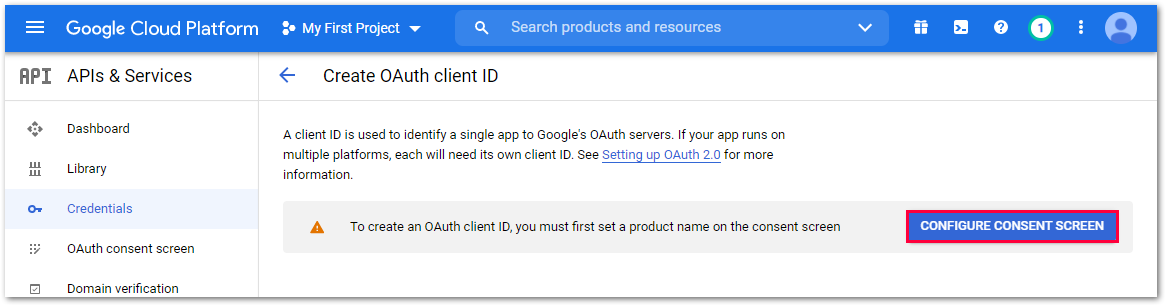 Google Cloud Platform
My First Project
Search products and resources
1
API
APIs & Services
Create OAuth client ID
Dashboard
Library
Credentials
OAuth consent screen
Domain verification
A client ID is used to identify a single app to Google's OAuth servers. If your app runs on
multiple platforms, each will need its own client ID. See Setting up OAuth 2.0 for more
information.
To create an OAuth client ID, you must first set a product name on the consent screen
CONFIGURE CONSENT SCREEN